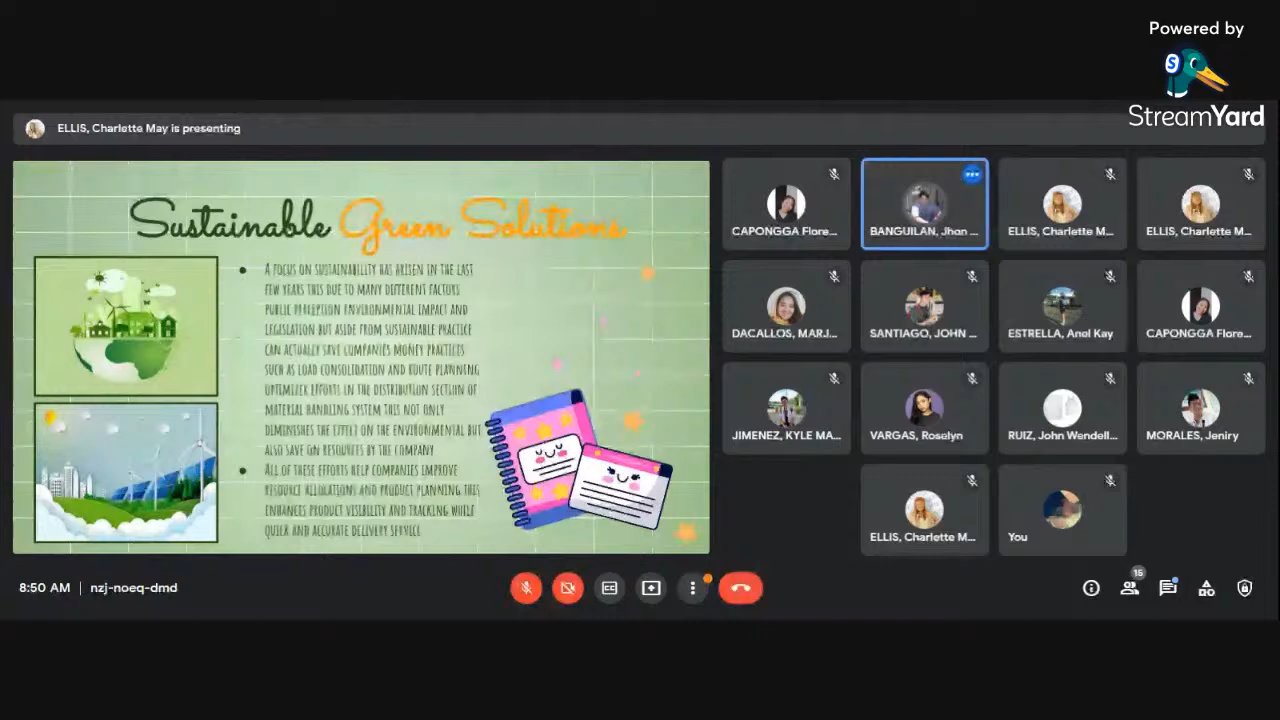 Powered by
StreamYard
ELLIS, Charlette May is presenting
Sustainable Green Solutions
A FOCUS ON SUSTAINABILITY HAS ARISEN IN THE LAST
FEW YEARS THIS DUE TO MANY DIFFERENT FACTORS
PUBLIC PERCEPTION ENVIRONMENTAL IMPACT AND
LEGISLATION BUT ASIDE FROM SUSTAINABLE PRACTICE
CAN ACTUALLY SAVE COMPANIES MONEY PRACTICES
SUCH AS LOAD CONSOLIDATION AND ROUTE PLANNING
EFFORTS IN THE DISTRIBUTION SECTION OF
MATERIAL HANDLING SYSTEM THIS NOT ONLY
DIMINISHES THE EFFECT ON THE ENVIRONMENTAL BUT
ALSO SAVE ON RESOURCES BY THE COMPANY
ALL OF THESE EFFORTS HELP COMPANIES IMPROVE
RESOURCE AND PRODUCT PLANNING THIS
ENHANCES PRODUCT VISIBILITY AND TRACKING WHILE
AND ACCURATE DELIVERY SERVICE
CAPONGGA Flore...
BANGUILAN, Jhon ...
ELLIS, Charlette M...
ELLIS, Charlette M...
DACALLOS, MARJ...
SANTIAGO, JOHN ...
ESTRELLA, Anel Kay
CAPONGGA Flore...
JIMENEZ, KYLE MA...
VARGAS, Roselyn
RUIZ, John Wendell...
MORALES, Jeniry
ELLIS, Charlette M...
You
8:50 AM | nzj-noeq-dmd
15